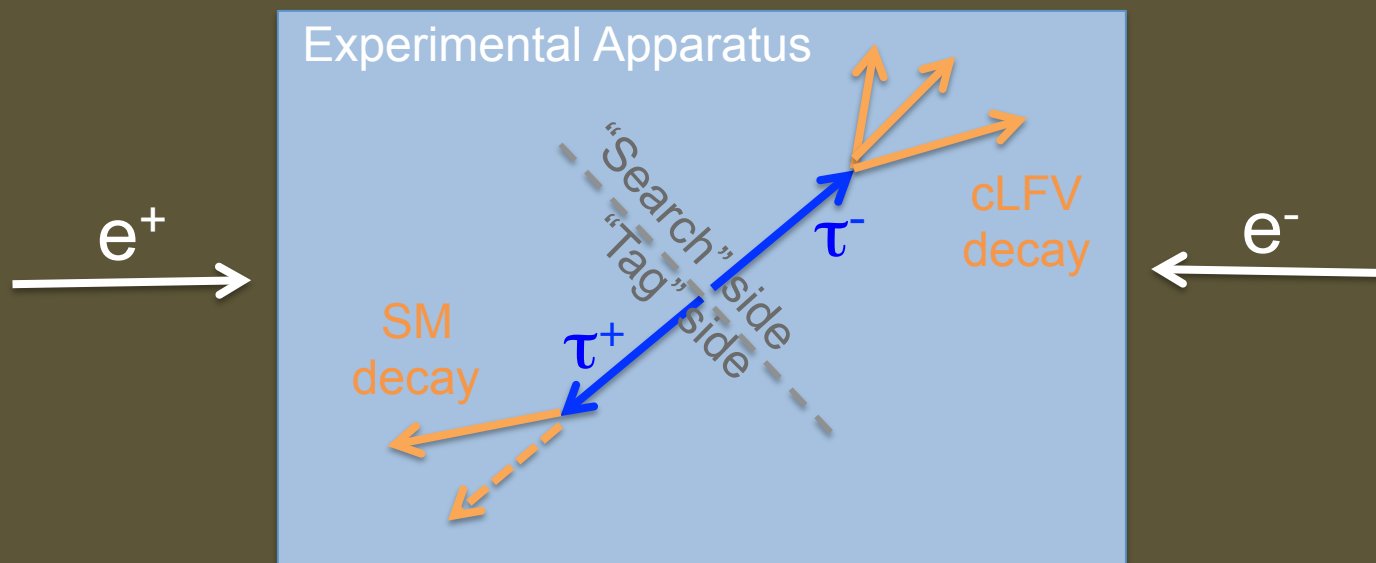 Experimental Apparatus
e⁺
"Search" side
"Tag" side
τ⁻
cLFV
decay
e⁻
SM
decay
τ⁺